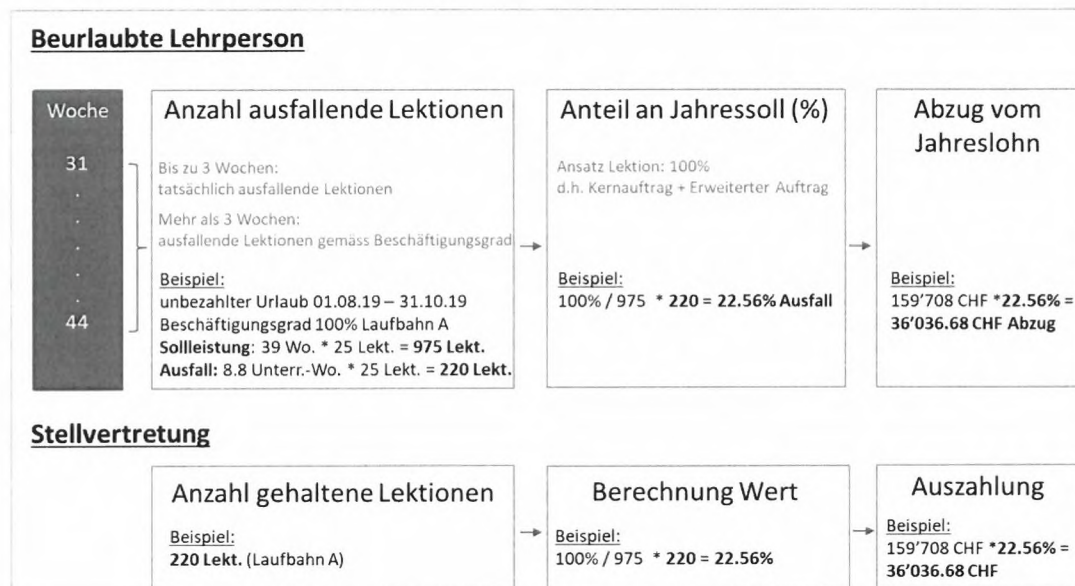 Beurlaubte Lehrperson
Woche
31
.
.
.
.
.
44
Anzahl ausfallende Lektionen
Bis zu 3 Wochen:
tatsächlich ausfallende Lektionen
Mehr als 3 Wochen:
ausfallende Lektionen gemäss Beschäftigungsgrad
Beispiel:
unbezahlter Urlaub 01.08.19 – 31.10.19
Beschäftigungsgrad 100% Laufbahn A
Sollleistung: 39 Wo. * 25 Lekt. = 975 Lekt.
Ausfall: 8.8 Unterr.-Wo. * 25 Lekt. = 220 Lekt.
Anteil an Jahressoll (%)
Ansatz Lektion: 100%
d.h. Kernauftrag + Erweiterter Auftrag
Beispiel:
100% / 975 * 220 = 22.56% Ausfall
Abzug vom
Jahreslohn
Beispiel:
159'708 CHF *22.56% =
36'036.68 CHF Abzug
Stellvertretung
Anzahl gehaltene Lektionen
Beispiel:
220 Lekt. (Laufbahn A)
Berechnung Wert
Beispiel:
100% / 975 * 220 = 22.56%
Auszahlung
Beispiel:
159'708 CHF *22.56% =
36'036.68 CHF